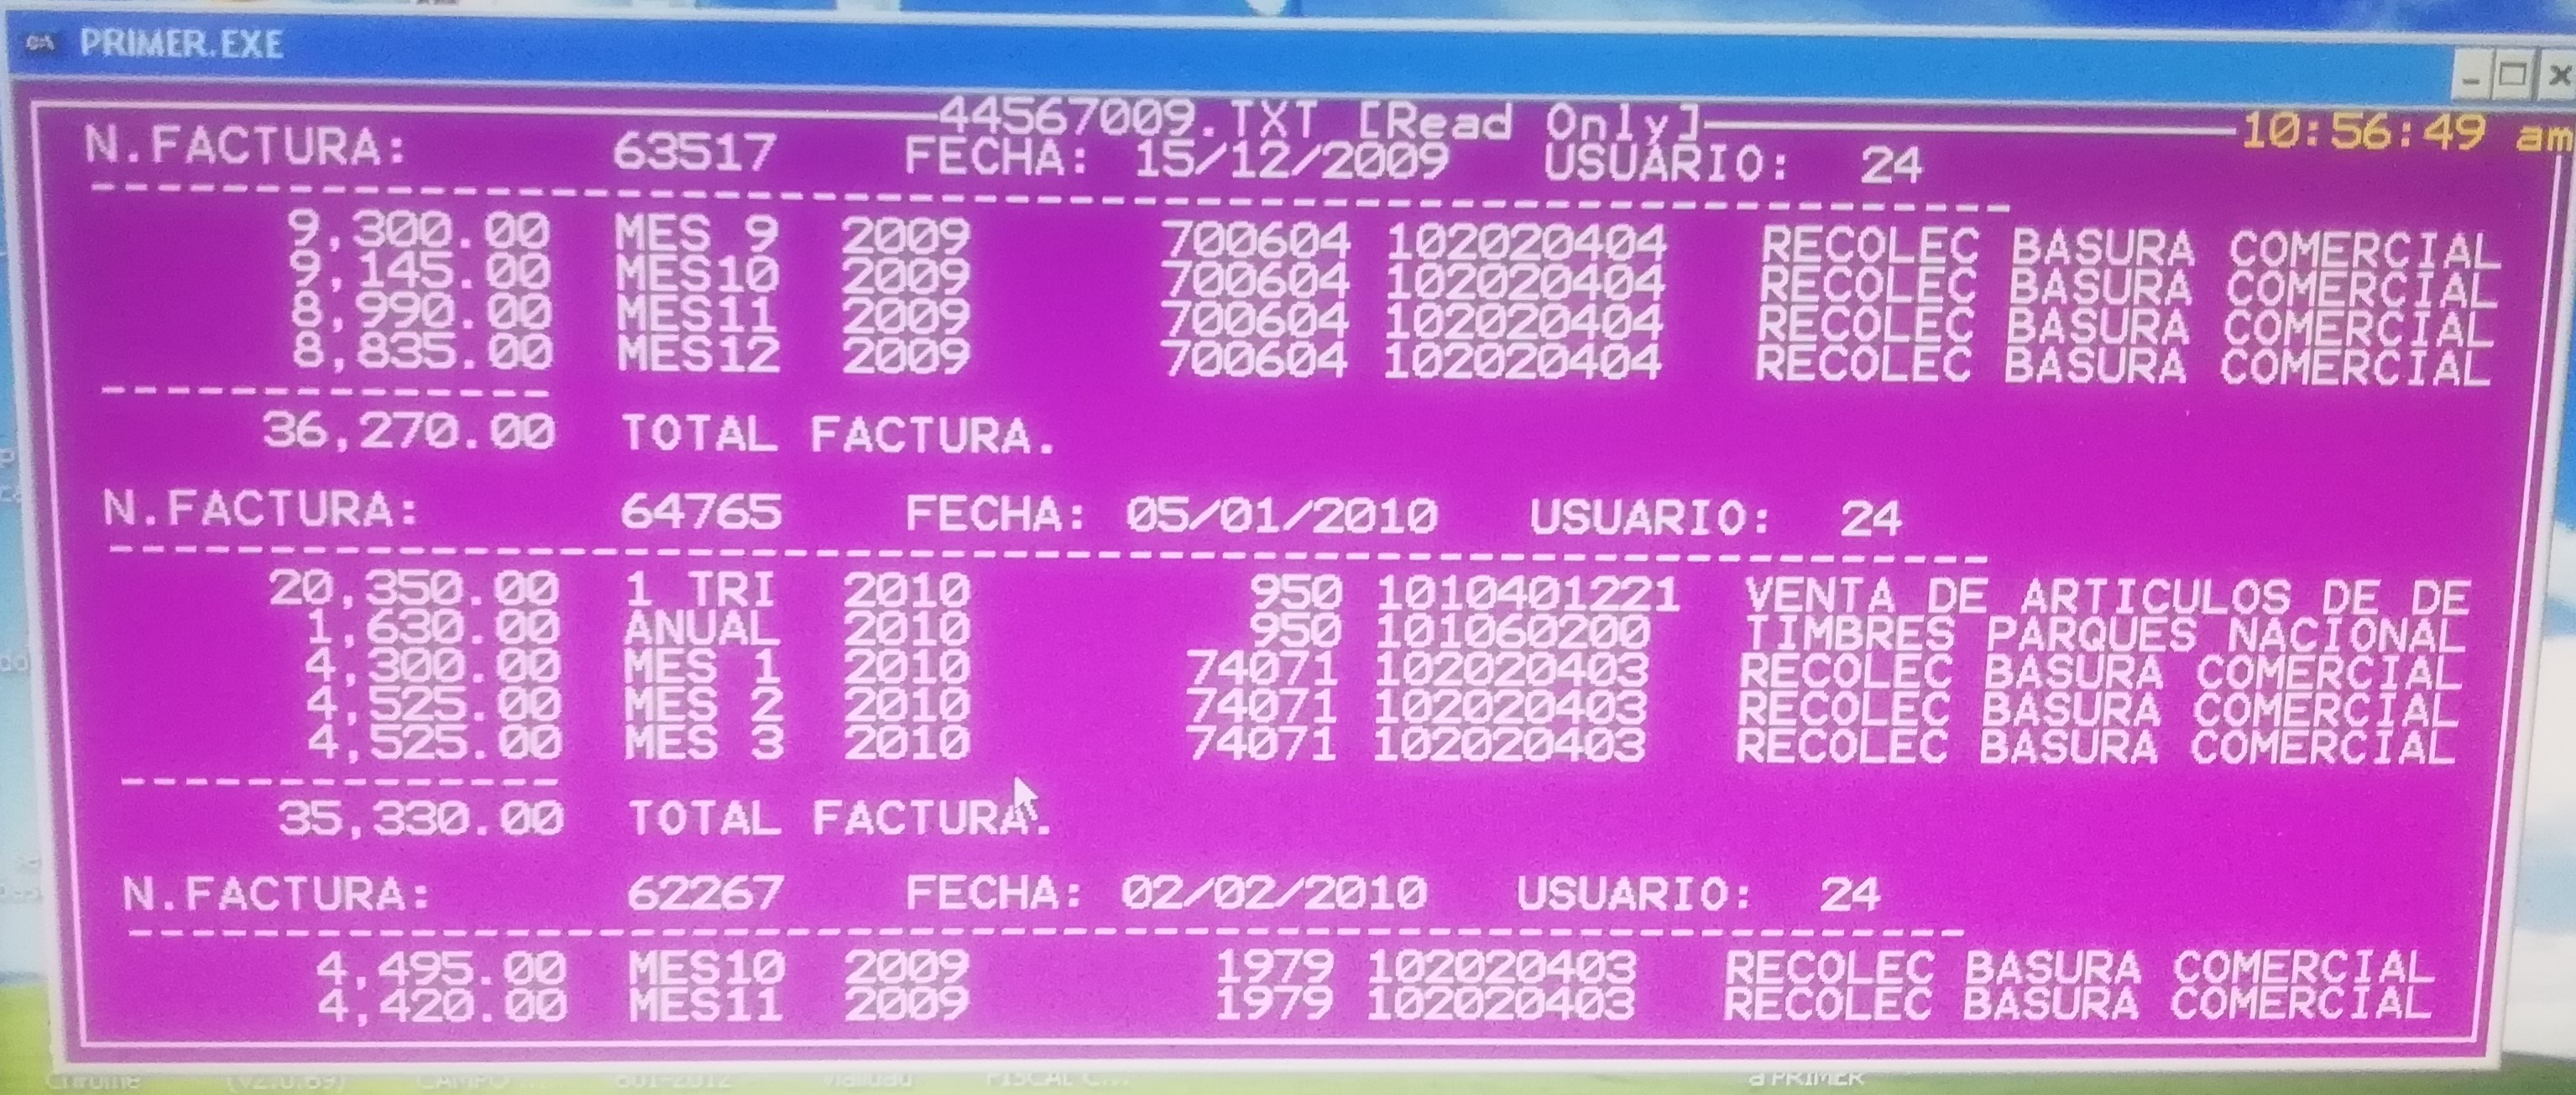 PRIMER.EXE
44567009.TXT [Read Only]
10:56:49 am
N.FACTURA: 63517 FECHA: 15/12/2009 USUARIO: 24
--------------------------------------------------------------
9,300.00 MES 9 2009 700604 102020404 RECOLEC BASURA COMERCIAL
9,145.00 MES10 2009 700604 102020404 RECOLEC BASURA COMERCIAL
8,990.00 MES11 2009 700604 102020404 RECOLEC BASURA COMERCIAL
8,835.00 MES12 2009 700604 102020404 RECOLEC BASURA COMERCIAL
--------------
36,270.00 TOTAL FACTURA.
N.FACTURA: 64765 FECHA: 05/01/2010 USUARIO: 24
--------------------------------------------------------------
20,350.00 1 TRI 2010 950 1010401221 VENTA DE ARTICULOS DE DE
1,630.00 ANUAL 2010 950 101060200 TIMBRES PARQUES NACIONAL
4,300.00 MES 1 2010 74071 102020403 RECOLEC BASURA COMERCIAL
4,525.00 MES 2 2010 74071 102020403 RECOLEC BASURA COMERCIAL
4,525.00 MES 3 2010 74071 102020403 RECOLEC BASURA COMERCIAL
--------------
35,330.00 TOTAL FACTURA.
N.FACTURA: 62267 FECHA: 02/02/2010 USUARIO: 24
--------------------------------------------------------------
4,495.00 MES10 2009 1979 102020403 RECOLEC BASURA COMERCIAL
4,420.00 MES11 2009 1979 102020403 RECOLEC BASURA COMERCIAL
a PRIMER